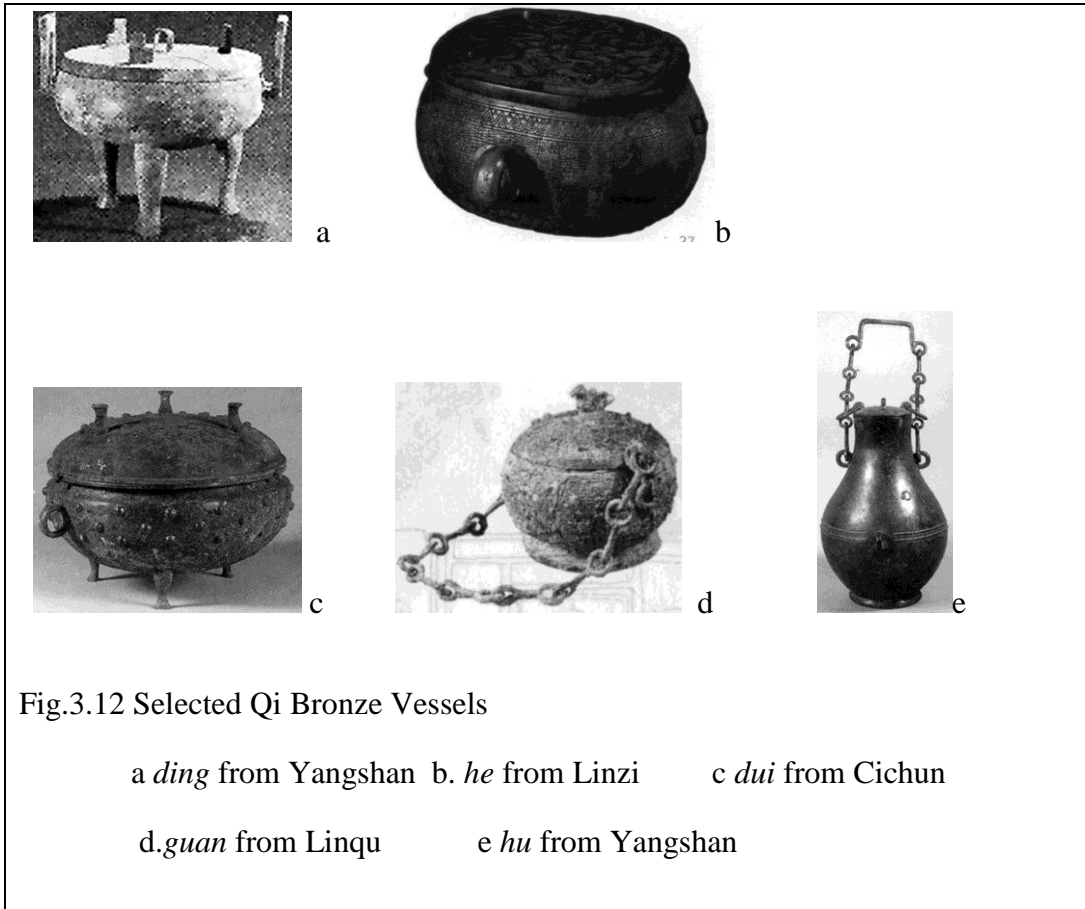 a
b
c
d
e
Fig.3.12 Selected Qi Bronze Vessels
a ding from Yangshan b. he from Linzi c dui from Cichun
d.guan from Linqu e hu from Yangshan